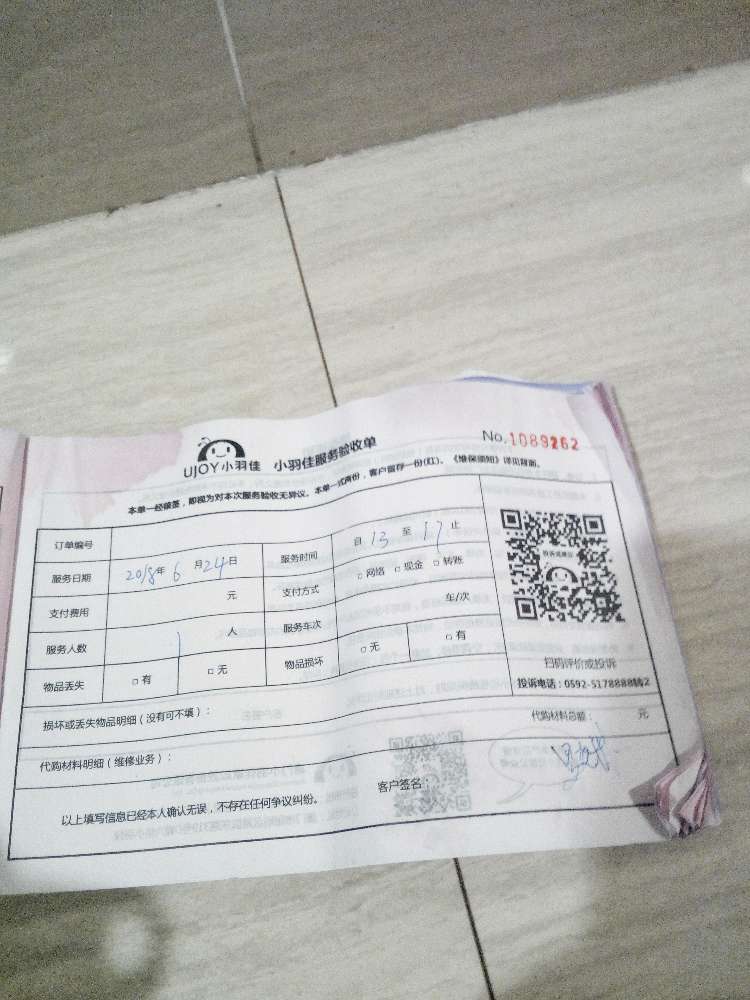 UJOY小羽佳 小羽佳服务验收单 No.1089262
本单一经签签，即视为对本次服务验收无异议。本单一式两份，客户留存一份(红)。《维保须知》详见背面。
订单编号
服务时间 自 13 至 17 止
服务日期 2018年 6 月 24 日
支付方式 □ 网络 □ 现金 □ 转账
支付费用 元
服务车次 车/次
服务人数 1 人
物品损坏 □ 无 □ 有
物品丢失 □ 有 □ 无
投诉或建议
扫码评价或投诉
投诉电话：0592-5178888转2
损坏或丢失物品明细（没有可不填）：
代购材料总额： 元
代购材料明细（维修业务）：
以上填写信息已经本人确认无误，不存在任何争议纠纷。 客户签名：